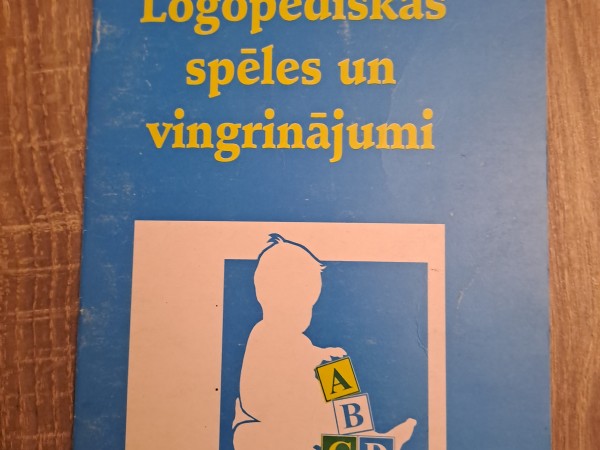 Logopēdiskās
spēles un
vingrinājumi
A
B
C D